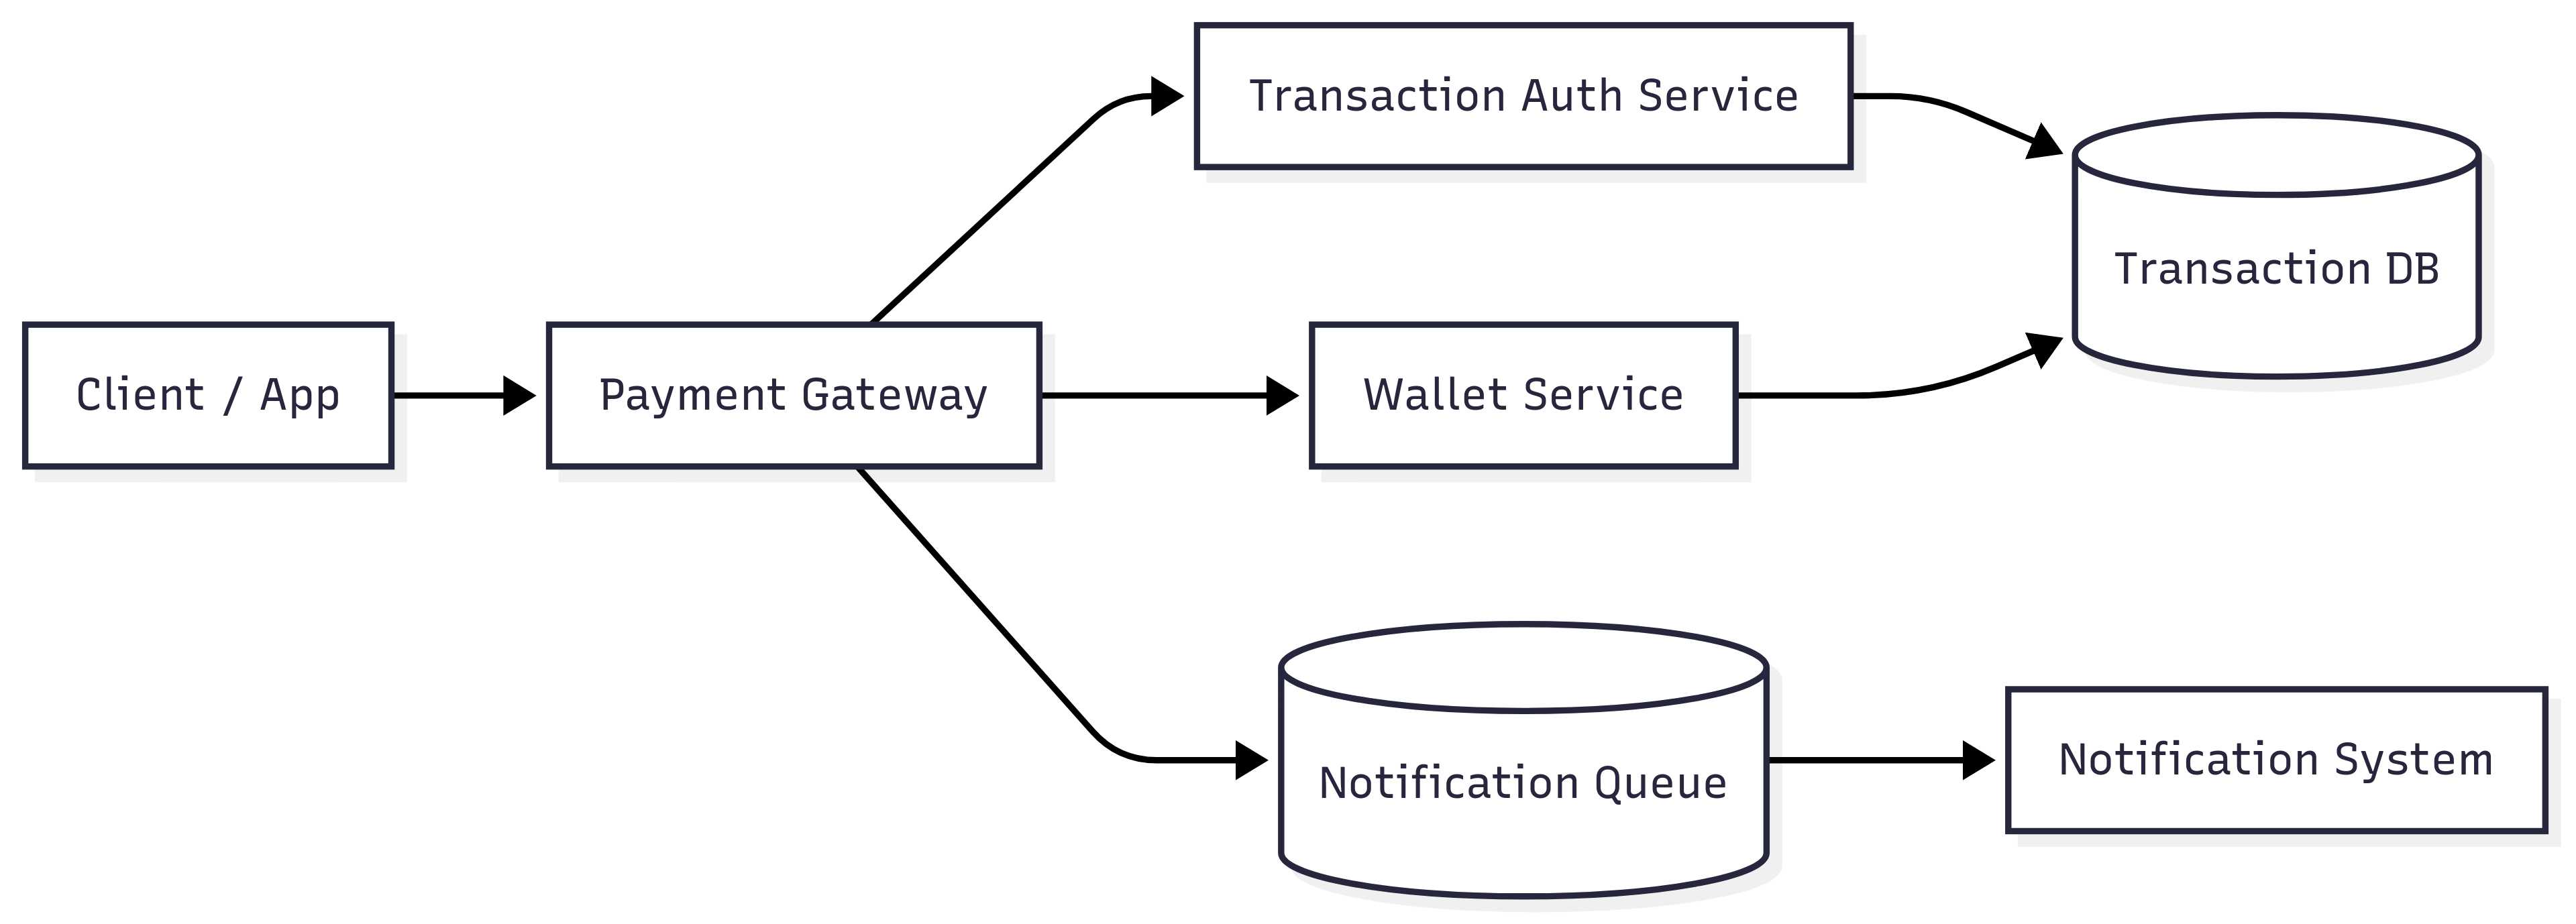 Transaction Auth Service
Transaction DB
Client / App
Payment Gateway
Wallet Service
Notification Queue
Notification System